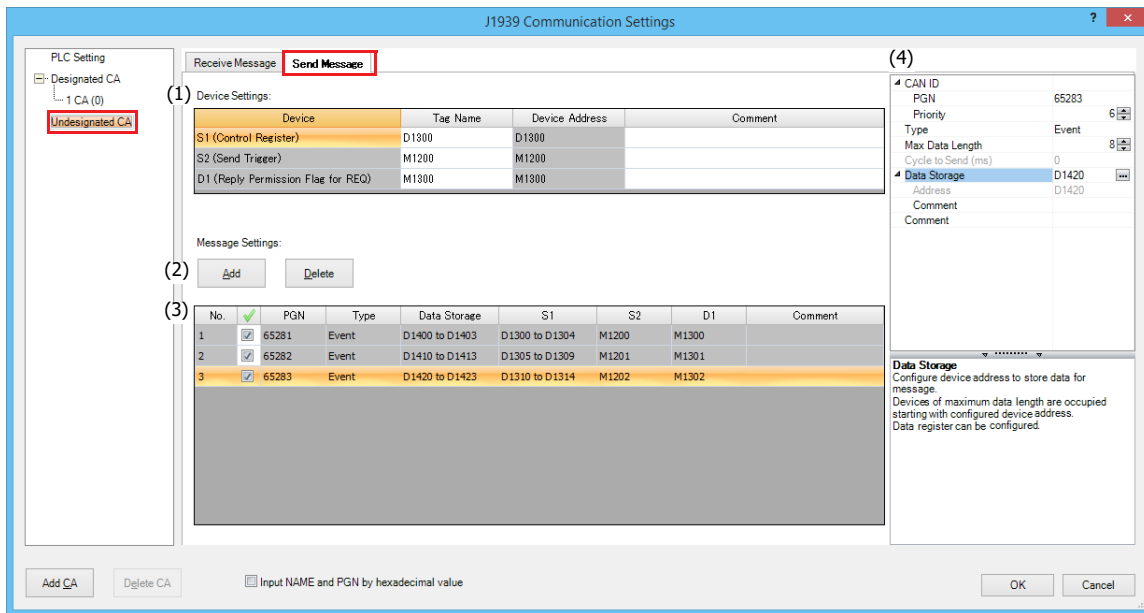 J1939 Communication Settings
? ×
PLC Setting
Designated CA
1 CA (0)
Undesignated CA
Receive Message Send Message
(1) Device Settings:
Device Tag Name Device Address Comment
S1 (Control Register) D1300 D1300
S2 (Send Trigger) M1200 M1200
D1 (Reply Permission Flag for REQ) M1300 M1300
Message Settings:
(2) Add Delete
(3) No. PGN Type Data Storage S1 S2 D1 Comment
1 65281 Event D1400 to D1403 D1300 to D1304 M1200 M1300
2 65282 Event D1410 to D1413 D1305 to D1309 M1201 M1301
3 65283 Event D1420 to D1423 D1310 to D1314 M1202 M1302
(4)
CAN ID
PGN 65283
Priority 6
Type Event
Max Data Length 8
Cycle to Send (ms) 0
Data Storage D1420 ...
Address D1420
Comment
Comment
Data Storage
Configure device address to store data for
message.
Devices of maximum data length are occupied
starting with configured device address.
Data register can be configured.
Add CA Delete CA Input NAME and PGN by hexadecimal value OK Cancel